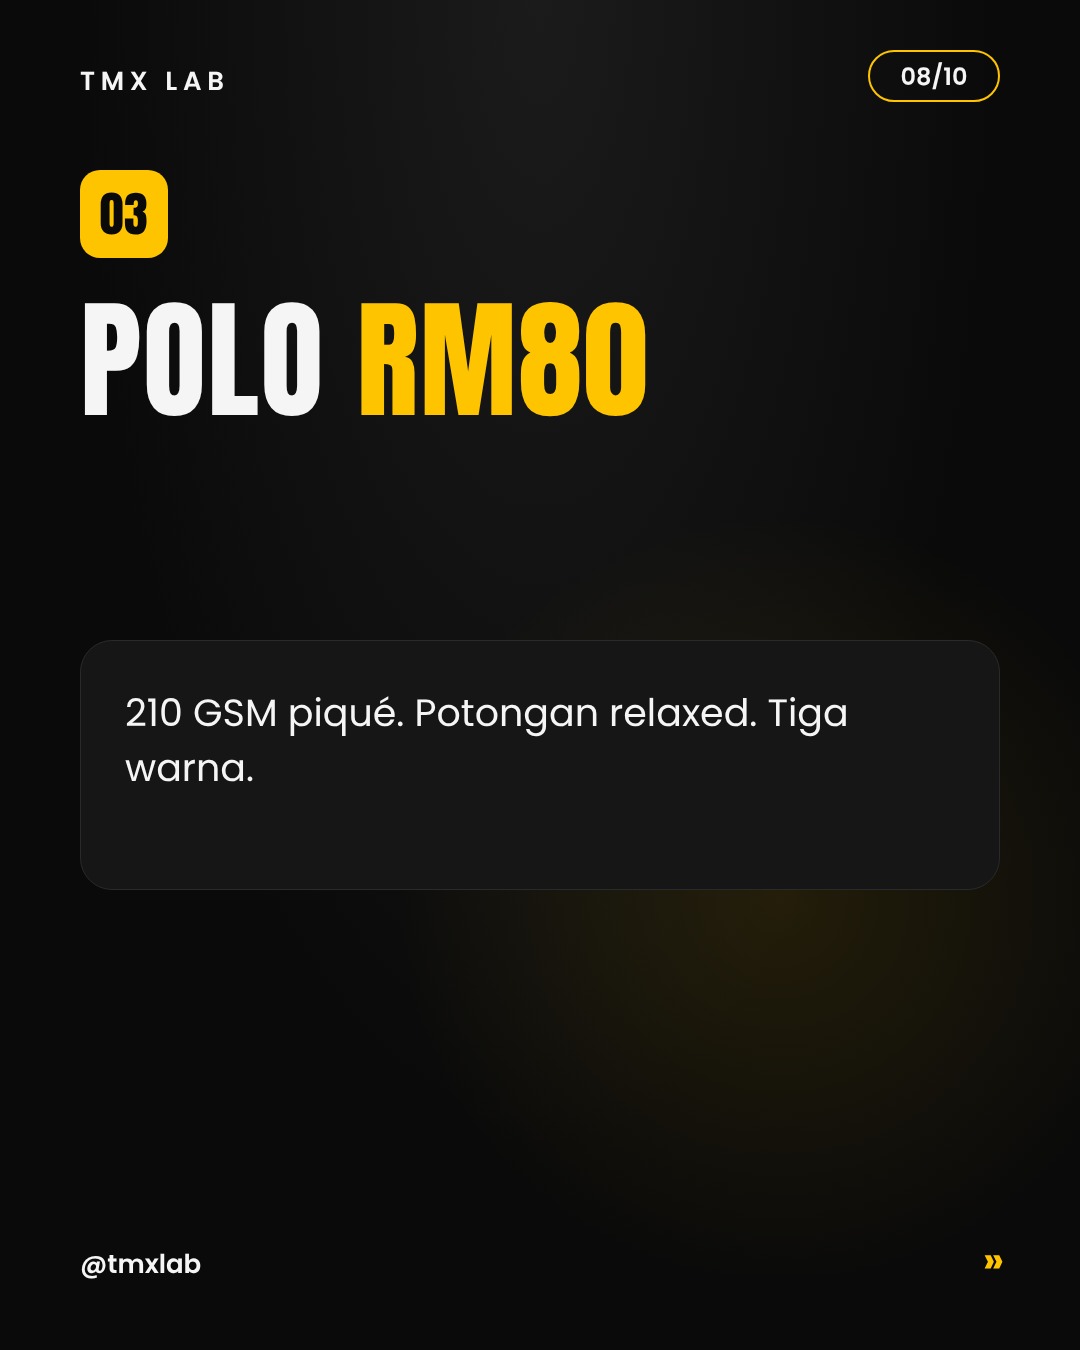 TMX LAB
08/10
03
POLO RM80
210 GSM piqué. Potongan relaxed. Tiga
warna.
@tmxlab
»